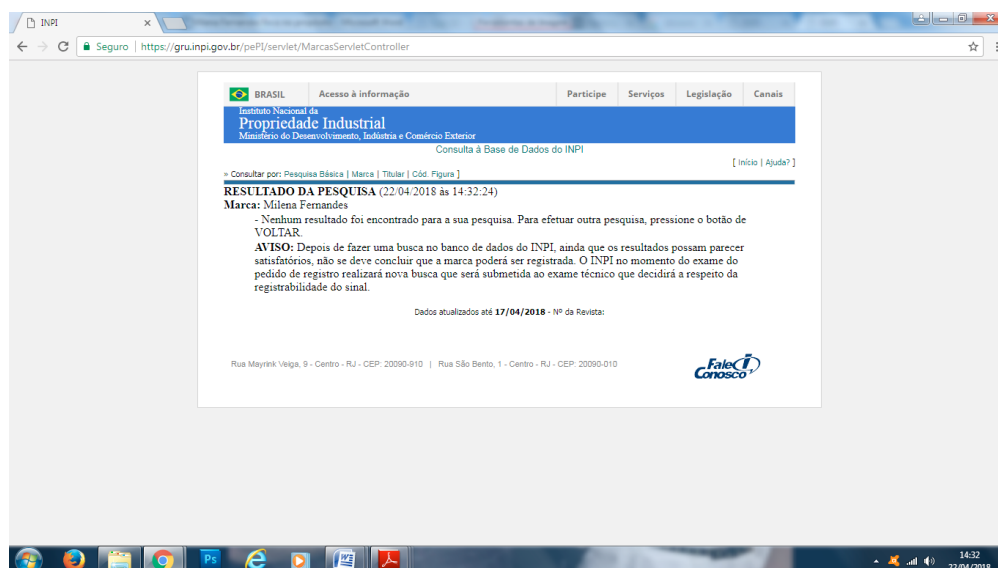 INPI
Seguro | https://gru.inpi.gov.br/pePI/servlet/MarcasServletController
BRASIL Acesso à informação Participe Serviços Legislação Canais
Instituto Nacional da
Propriedade Industrial
Ministério do Desenvolvimento, Indústria e Comércio Exterior
Consulta à Base de Dados do INPI
[ Início | Ajuda? ]
» Consultar por: Pesquisa Básica | Marca | Titular | Cód. Figura ]
RESULTADO DA PESQUISA (22/04/2018 às 14:32:24)
Marca: Milena Fernandes
- Nenhum resultado foi encontrado para a sua pesquisa. Para efetuar outra pesquisa, pressione o botão de
VOLTAR.
AVISO: Depois de fazer uma busca no banco de dados do INPI, ainda que os resultados possam parecer
satisfatórios, não se deve concluir que a marca poderá ser registrada. O INPI no momento do exame do
pedido de registro realizará nova busca que será submetida ao exame técnico que decidirá a respeito da
registrabilidade do sinal.
Dados atualizados até 17/04/2018 - Nº da Revista:
Rua Mayrink Veiga, 9 - Centro - RJ - CEP: 20090-910 | Rua São Bento, 1 - Centro - RJ - CEP: 20090-010
Fale
Conosco
Ps
14:32
22/04/2018